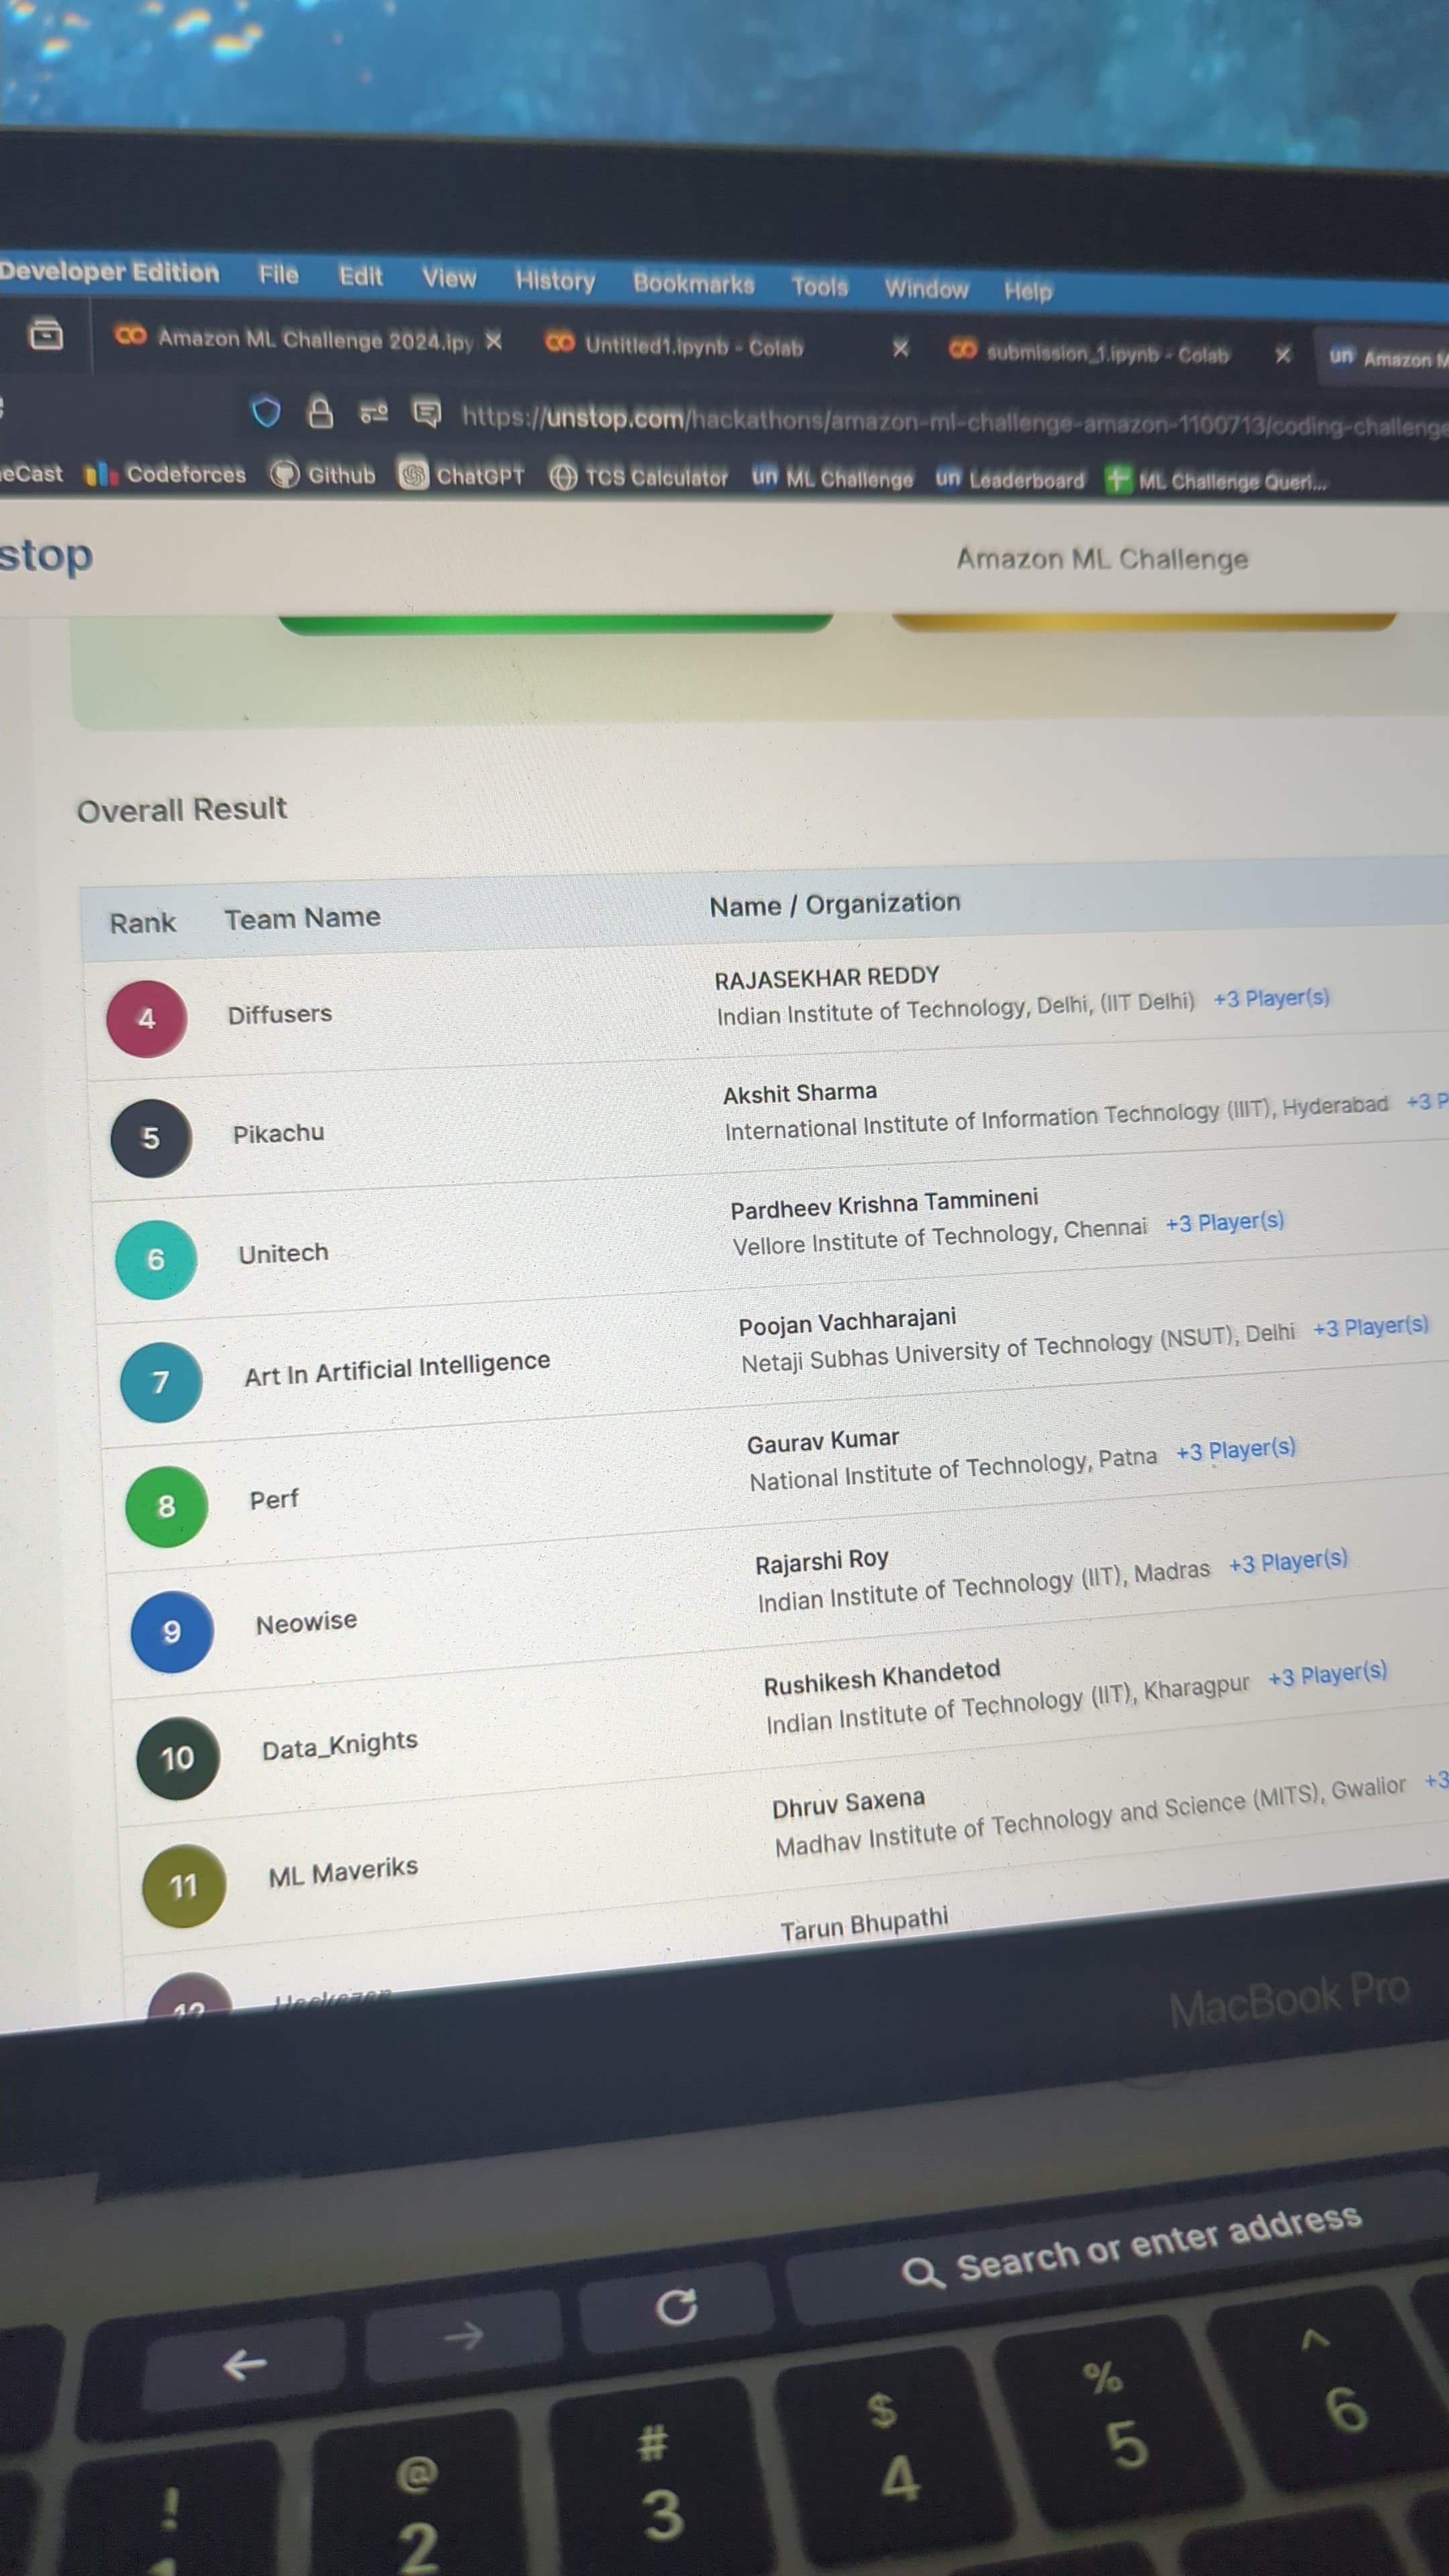 Developer Edition File Edit View History Bookmarks Tools Window Help
Amazon ML Challenge 2024.ipy Untitled1.ipynb - Colab submission_1.ipynb - Colab un Amazon M
https://unstop.com/hackathons/amazon-ml-challenge-amazon-1100713/coding-challenge
eCast Codeforces Github ChatGPT TCS Calculator un ML Challenge un Leaderboard ML Challenge Queri...
stop Amazon ML Challenge
Overall Result
Rank Team Name Name / Organization
4 Diffusers RAJASEKHAR REDDY
Indian Institute of Technology, Delhi, (IIT Delhi) +3 Player(s)
5 Pikachu Akshit Sharma
International Institute of Information Technology (IIIT), Hyderabad +3 P
6 Unitech Pardheev Krishna Tammineni
Vellore Institute of Technology, Chennai +3 Player(s)
7 Art In Artificial Intelligence Poojan Vachharajani
Netaji Subhas University of Technology (NSUT), Delhi +3 Player(s)
8 Perf Gaurav Kumar
National Institute of Technology, Patna +3 Player(s)
9 Neowise Rajarshi Roy
Indian Institute of Technology (IIT), Madras +3 Player(s)
10 Data_Knights Rushikesh Khandetod
Indian Institute of Technology (IIT), Kharagpur +3 Player(s)
11 ML Maveriks Dhruv Saxena
Madhav Institute of Technology and Science (MITS), Gwalior +3
Tarun Bhupathi
MacBook Pro
Search or enter address
! @ 2 # 3 $ 4 % 5 ^ 6